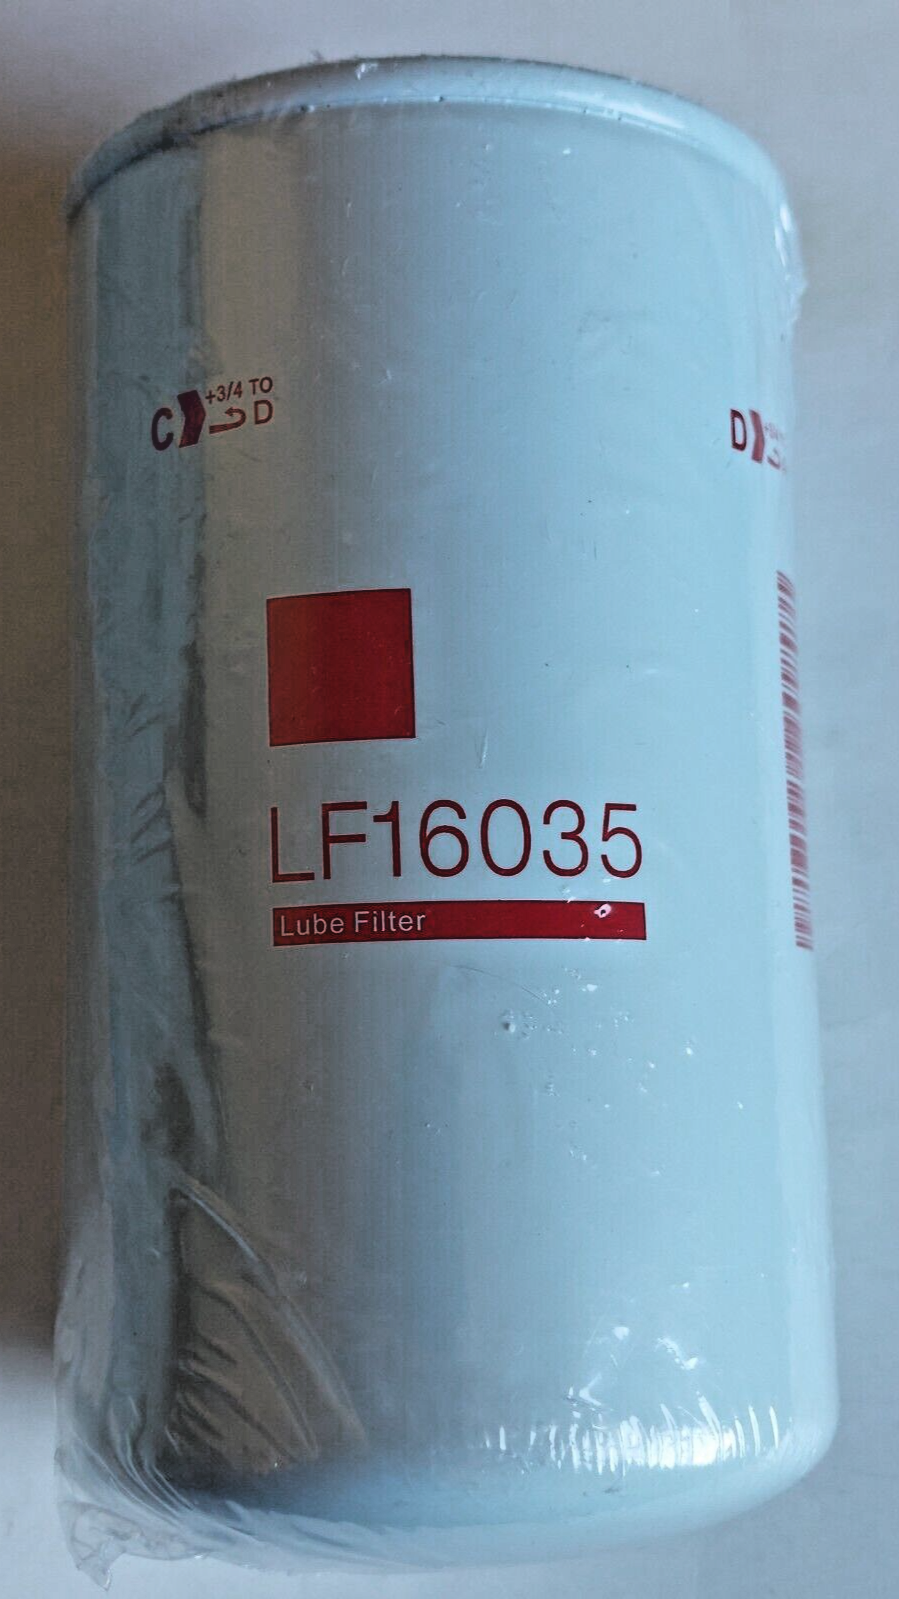 +3/4 TO
C D
D
LF16035
Lube Filter